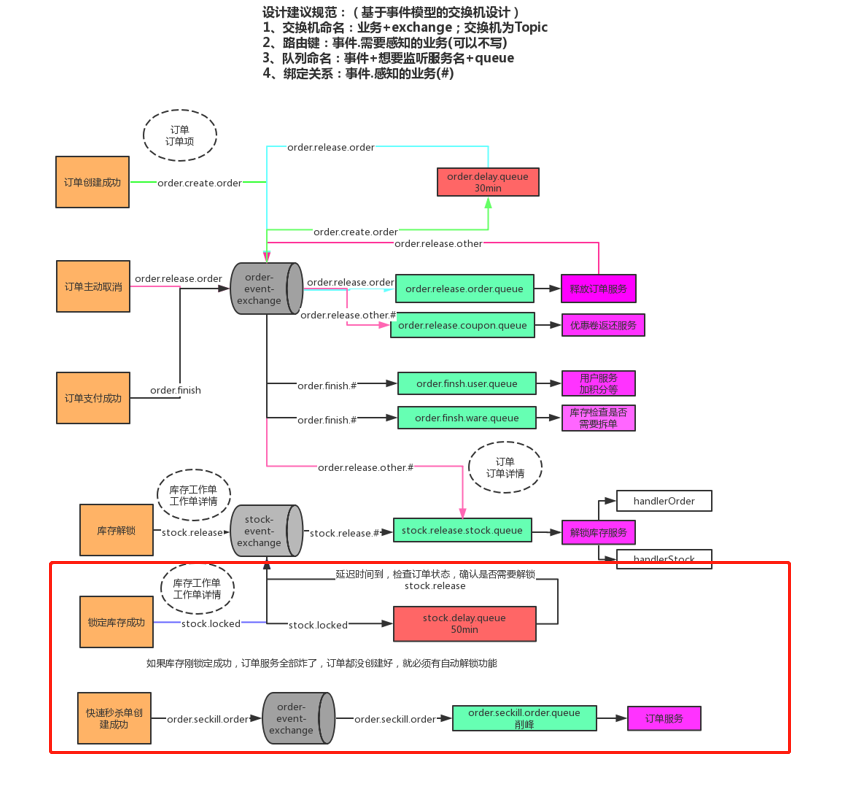 设计建议规范：（基于事件模型的交换机设计）
1、交换机命名：业务+exchange；交换机为Topic
2、路由键：事件.需要感知的业务(可以不写)
3、队列命名：事件+想要监听服务名+queue
4、绑定关系：事件.感知的业务(#)
订单
订单项
order.release.order
订单创建成功
order.create.order
order.delay.queue
30min
order.create.order
order.release.other
订单主动取消
order.release.order
order-
event-
exchange
order.release.order
order.release.order.queue
释放订单服务
order.release.other.#
order.release.coupon.queue
优惠卷返还服务
订单支付成功
order.finish
order.finish.#
order.finsh.user.queue
用户服务
加积分等
order.finish.#
order.finsh.ware.queue
库存检查是否
需要拆单
order.release.other.#
订单
订单详情
库存工作单
工作单详情
库存解锁
stock.release
stock-
event-
exchange
stock.release.#
stock.release.stock.queue
解锁库存服务
handlerOrder
handlerStock
库存工作单
工作单详情
延迟时间到，检查订单状态，确认是否需要解锁
stock.release
锁定库存成功
stock.locked
stock.locked
stock.delay.queue
50min
如果库存刚锁定成功，订单服务全部炸了，订单都没创建好，就必须有自动解锁功能
快速秒杀单创
建成功
order.seckill.order
order-
event-
exchange
order.seckill.order
order.seckill.order.queue
削峰
订单服务